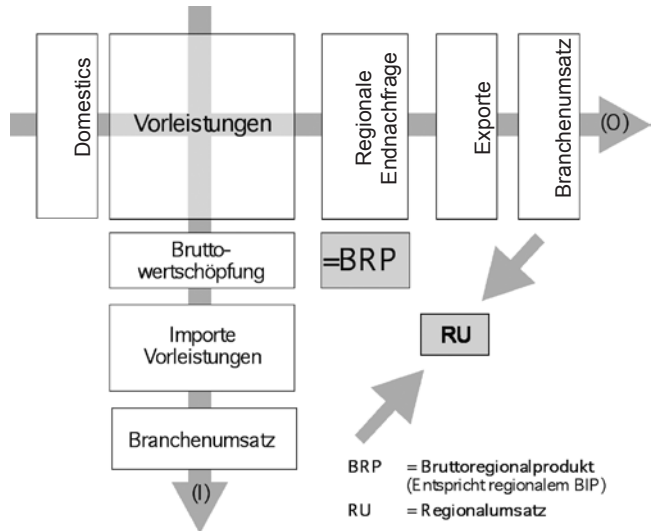 Domestics
Vorleistungen
Regionale
Endnachfrage
Exporte
Branchenumsatz
(O)
Brutto-
wertschöpfung
=BRP
Importe
Vorleistungen
RU
Branchenumsatz
(I)
BRP = Bruttoregionalprodukt
(Entspricht regionalem BIP)
RU = Regionalumsatz